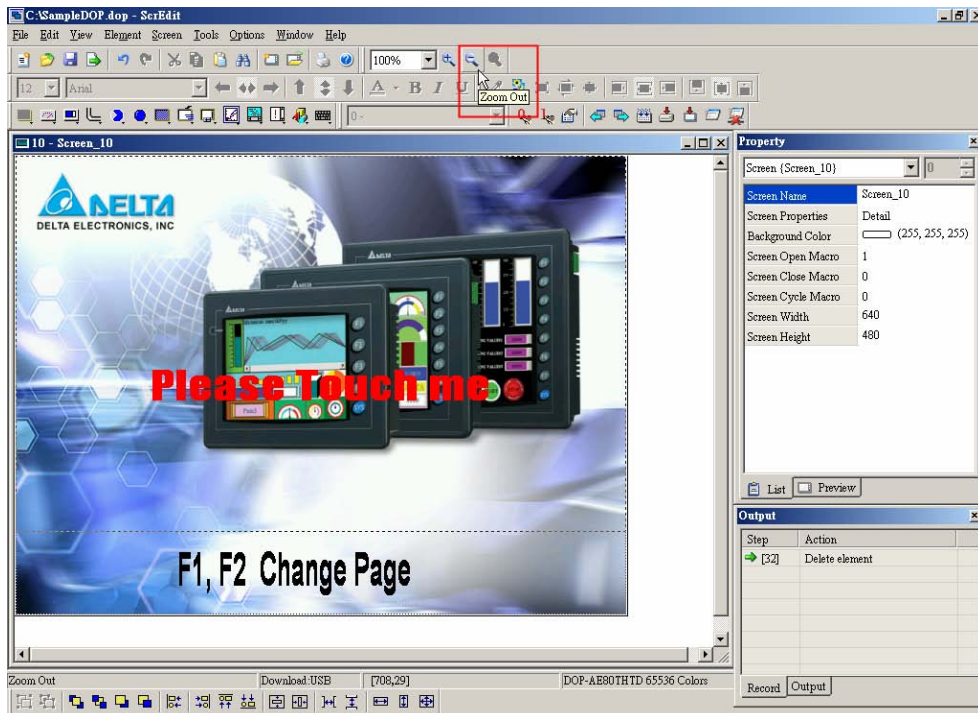 C:\SampleDOP.dop - ScrEdit
File Edit View Element Screen Tools Options Window Help
100%
12 Arial
B I U
Zoom Out
0 -
10 - Screen_10
DELTA
DELTA ELECTRONICS, INC
Please Touch me
F1, F2 Change Page
Property
Screen {Screen_10} 0
Screen Name Screen_10
Screen Properties Detail
Background Color (255, 255, 255)
Screen Open Macro 1
Screen Close Macro 0
Screen Cycle Macro 0
Screen Width 640
Screen Height 480
List Preview
Output
Step Action
[32] Delete element
Record Output
Zoom Out Download:USB [708,29] DOP-AE80THTD 65536 Colors